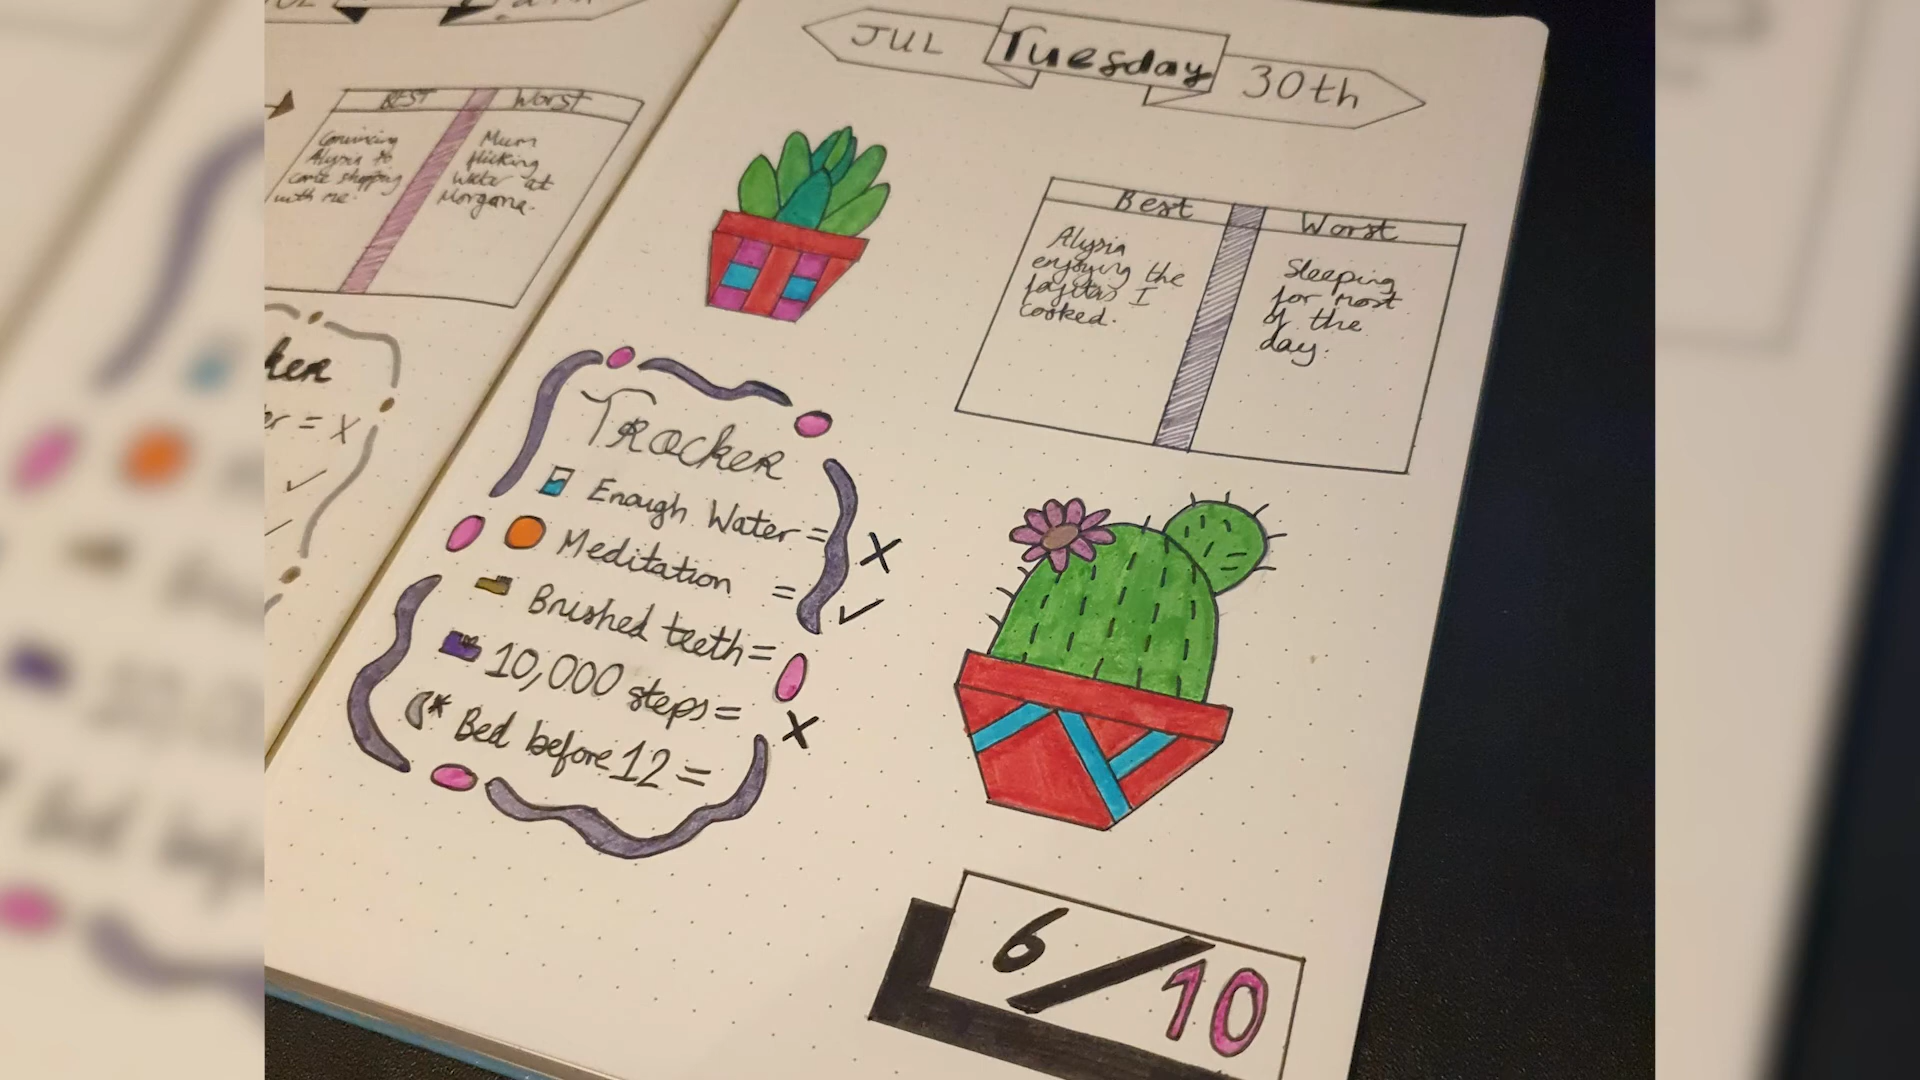 BEST Worst
Convincing
Alysia to
come shopping
with me.
Mum
flicking
water at
Morgana.
= X
JUL Tuesday 30th
Best Worst
Alysia
enjoying the
fajitas I
cooked.
Sleeping
for most
of the
day.
Tracker
Enough Water = X
Meditation = ✓
Brushed teeth =
10,000 steps = X
Bed before 12 =
6/10